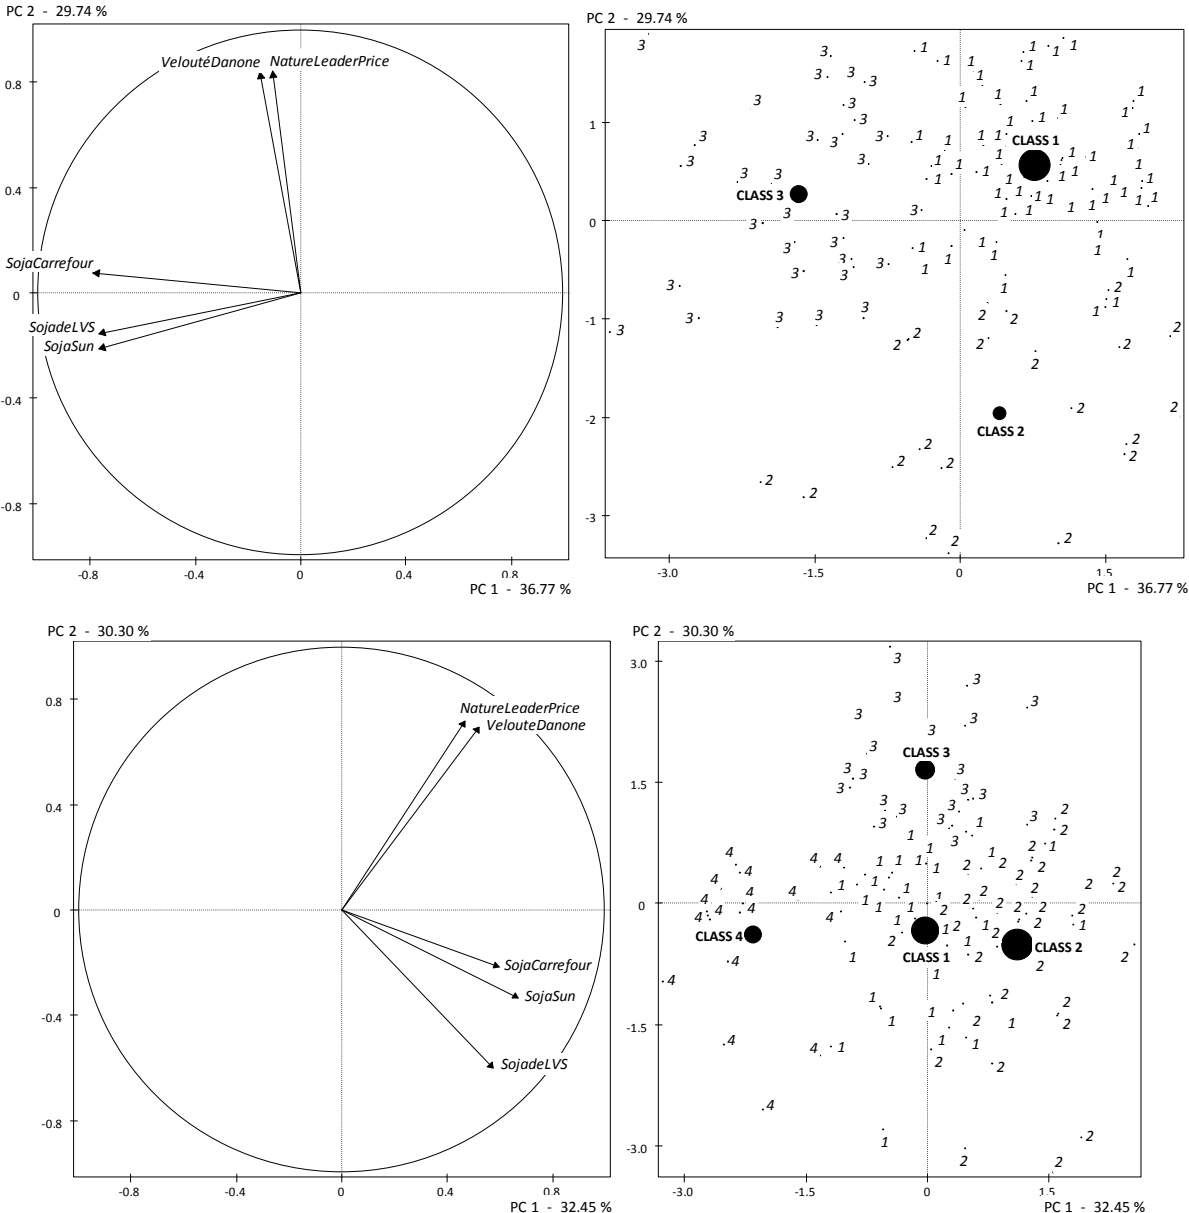 PC 2 - 29.74 %
VeloutéDanone
NatureLeaderPrice
0.8
0.4
SojaCarrefour
0
SojadeLVS
SojaSun
-0.4
-0.8
-0.8
-0.4
0
0.4
0.8
PC 1 - 36.77 %
PC 2 - 29.74 %
1
CLASS 1
CLASS 3
0
-1
-2
CLASS 2
-3
-3.0
-1.5
0
1.5
PC 1 - 36.77 %
PC 2 - 30.30 %
0.8
NatureLeaderPrice
VelouteDanone
0.4
0
SojaCarrefour
SojaSun
-0.4
SojadeLVS
-0.8
-0.8
-0.4
0
0.4
0.8
PC 1 - 32.45 %
PC 2 - 30.30 %
3.0
CLASS 3
1.5
0
CLASS 4
CLASS 1
CLASS 2
-1.5
-3.0
-3.0
-1.5
0
1.5
PC 1 - 32.45 %